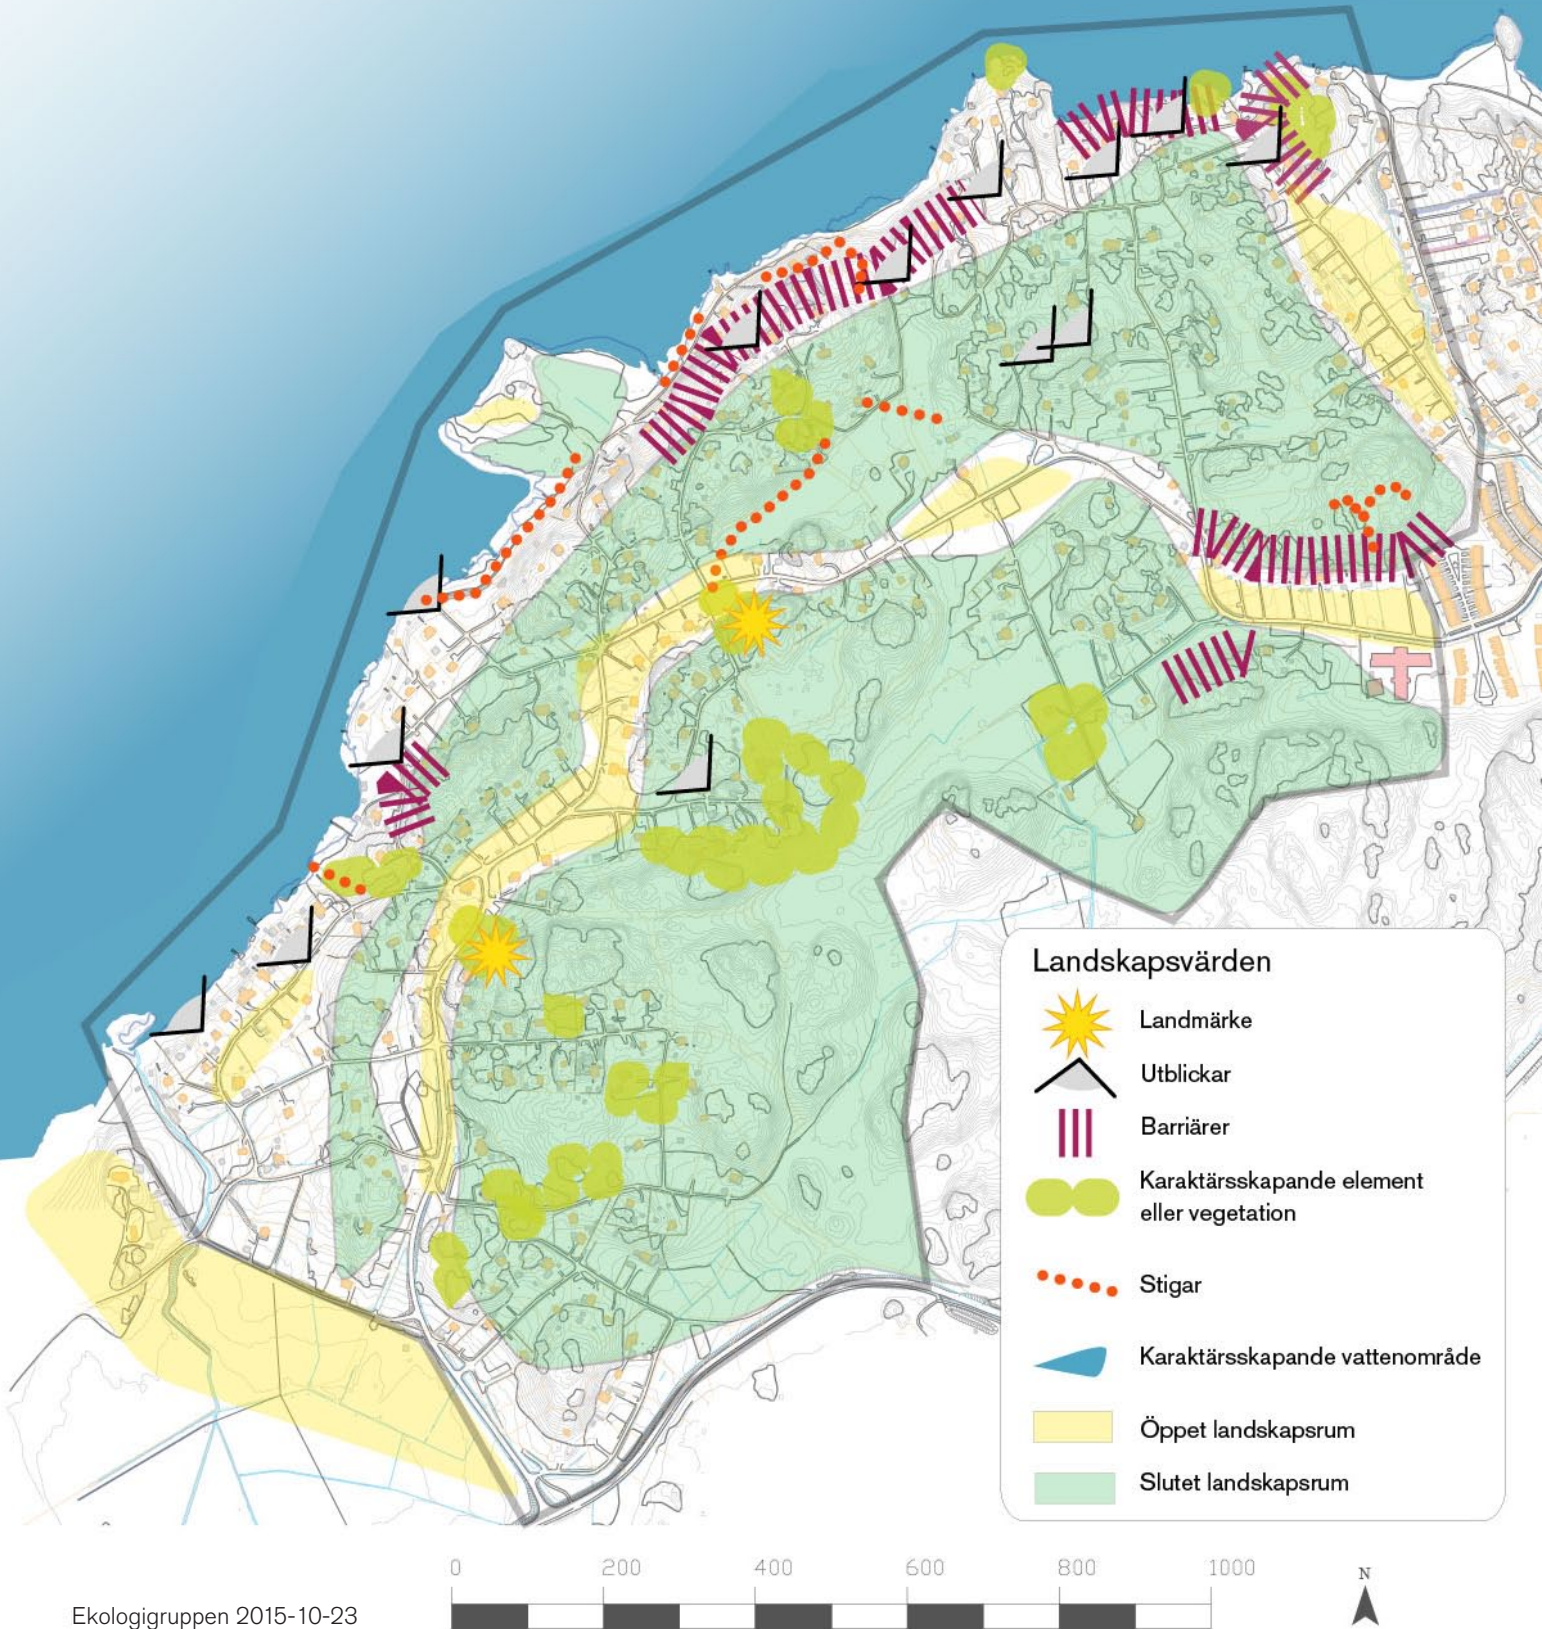 Landskapsvärden
Landmärke
Utblickar
Barriärer
Karaktärsskapande element
eller vegetation
Stigar
Karaktärsskapande vattenområde
Öppet landskapsrum
Slutet landskapsrum
0 200 400 600 800 1000
N
Ekologigruppen 2015-10-23